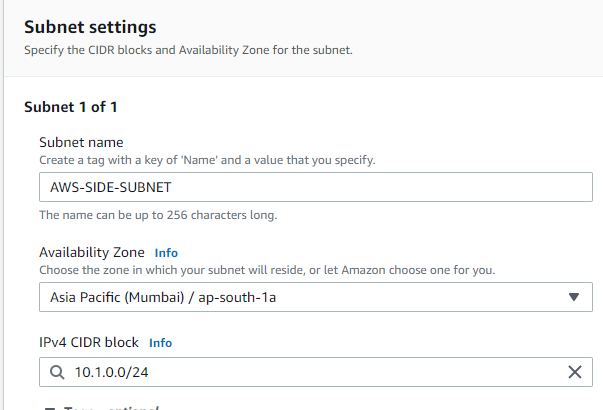 Subnet settings
Specify the CIDR blocks and Availability Zone for the subnet.
Subnet 1 of 1
Subnet name
Create a tag with a key of 'Name' and a value that you specify.
AWS-SIDE-SUBNET
The name can be up to 256 characters long.
Availability Zone Info
Choose the zone in which your subnet will reside, or let Amazon choose one for you.
Asia Pacific (Mumbai) / ap-south-1a
IPv4 CIDR block Info
10.1.0.0/24